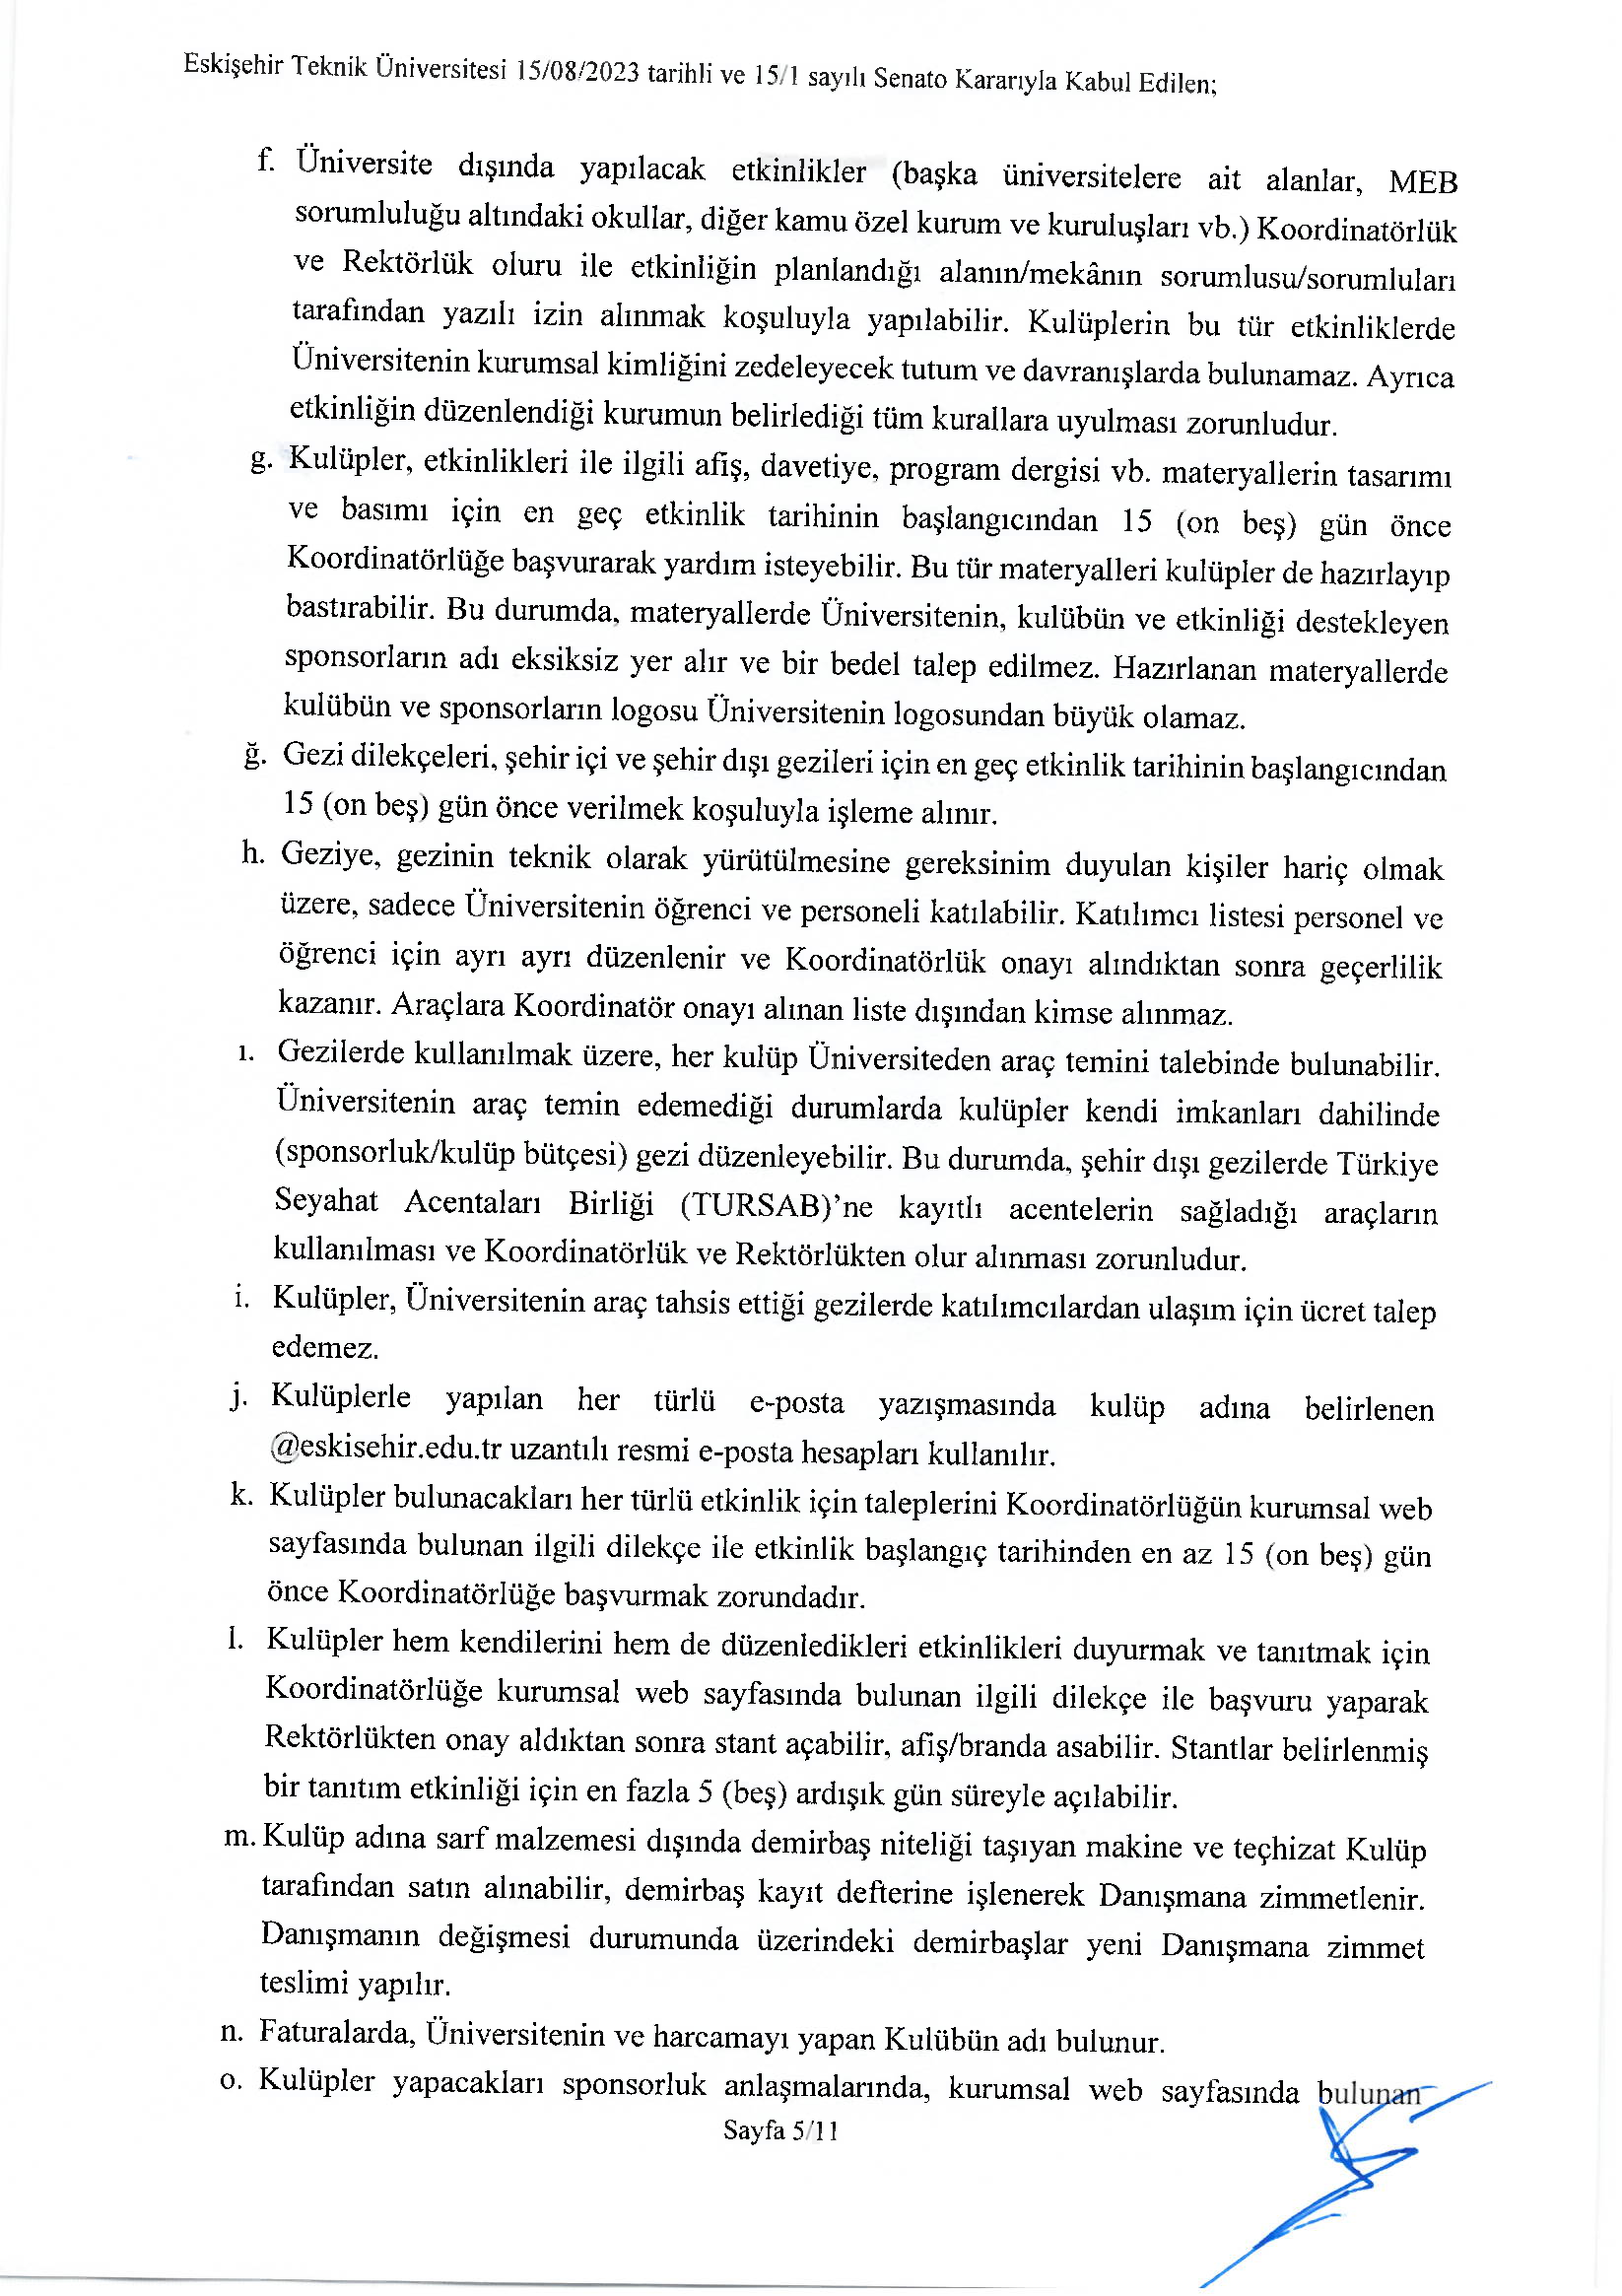 Eskişehir Teknik Üniversitesi 15/08/2023 tarihli ve 15/1 sayılı Senato Kararıyla Kabul Edilen;
f. Üniversite dışında yapılacak etkinlikler (başka üniversitelere ait alanlar, MEB
sorumluluğu altındaki okullar, diğer kamu özel kurum ve kuruluşları vb.) Koordinatörlük
ve Rektörlük oluru ile etkinliğin planlandığı alanın/mekânın sorumlusu/sorumluları
tarafından yazılı izin alınmak koşuluyla yapılabilir. Kulüplerin bu tür etkinliklerde
Üniversitenin kurumsal kimliğini zedeleyecek tutum ve davranışlarda bulunamaz. Ayrıca
etkinliğin düzenlendiği kurumun belirlediği tüm kurallara uyulması zorunludur.
g. Kulüpler, etkinlikleri ile ilgili afiş, davetiye, program dergisi vb. materyallerin tasarımı
ve basımı için en geç etkinlik tarihinin başlangıcından 15 (on beş) gün önce
Koordinatörlüğe başvurarak yardım isteyebilir. Bu tür materyalleri kulüpler de hazırlayıp
bastırabilir. Bu durumda, materyallerde Üniversitenin, kulübün ve etkinliği destekleyen
sponsorların adı eksiksiz yer alır ve bir bedel talep edilmez. Hazırlanan materyallerde
kulübün ve sponsorların logosu Üniversitenin logosundan büyük olamaz.
ğ. Gezi dilekçeleri, şehir içi ve şehir dışı gezileri için en geç etkinlik tarihinin başlangıcından
15 (on beş) gün önce verilmek koşuluyla işleme alınır.
h. Geziye, gezinin teknik olarak yürütülmesine gereksinim duyulan kişiler hariç olmak
üzere, sadece Üniversitenin öğrenci ve personeli katılabilir. Katılımcı listesi personel ve
öğrenci için ayrı ayrı düzenlenir ve Koordinatörlük onayı alındıktan sonra geçerlilik
kazanır. Araçlara Koordinatör onayı alınan liste dışından kimse alınmaz.
ı. Gezilerde kullanılmak üzere, her kulüp Üniversiteden araç temini talebinde bulunabilir.
Üniversitenin araç temin edemediği durumlarda kulüpler kendi imkanları dahilinde
(sponsorluk/kulüp bütçesi) gezi düzenleyebilir. Bu durumda, şehir dışı gezilerde Türkiye
Seyahat Acentaları Birliği (TURSAB)’ne kayıtlı acentelerin sağladığı araçların
kullanılması ve Koordinatörlük ve Rektörlükten olur alınması zorunludur.
i. Kulüpler, Üniversitenin araç tahsis ettiği gezilerde katılımcılardan ulaşım için ücret talep
edemez.
j. Kulüplerle yapılan her türlü e-posta yazışmasında kulüp adına belirlenen
@eskisehir.edu.tr uzantılı resmi e-posta hesapları kullanılır.
k. Kulüpler bulunacakları her türlü etkinlik için taleplerini Koordinatörlüğün kurumsal web
sayfasında bulunan ilgili dilekçe ile etkinlik başlangıç tarihinden en az 15 (on beş) gün
önce Koordinatörlüğe başvurmak zorundadır.
l. Kulüpler hem kendilerini hem de düzenledikleri etkinlikleri duyurmak ve tanıtmak için
Koordinatörlüğe kurumsal web sayfasında bulunan ilgili dilekçe ile başvuru yaparak
Rektörlükten onay aldıktan sonra stant açabilir, afiş/branda asabilir. Stantlar belirlenmiş
bir tanıtım etkinliği için en fazla 5 (beş) ardışık gün süreyle açılabilir.
m. Kulüp adına sarf malzemesi dışında demirbaş niteliği taşıyan makine ve teçhizat Kulüp
tarafından satın alınabilir, demirbaş kayıt defterine işlenerek Danışmana zimmetlenir.
Danışmanın değişmesi durumunda üzerindeki demirbaşlar yeni Danışmana zimmet
teslimi yapılır.
n. Faturalarda, Üniversitenin ve harcamayı yapan Kulübün adı bulunur.
o. Kulüpler yapacakları sponsorluk anlaşmalarında, kurumsal web sayfasında bulunan
Sayfa 5/11